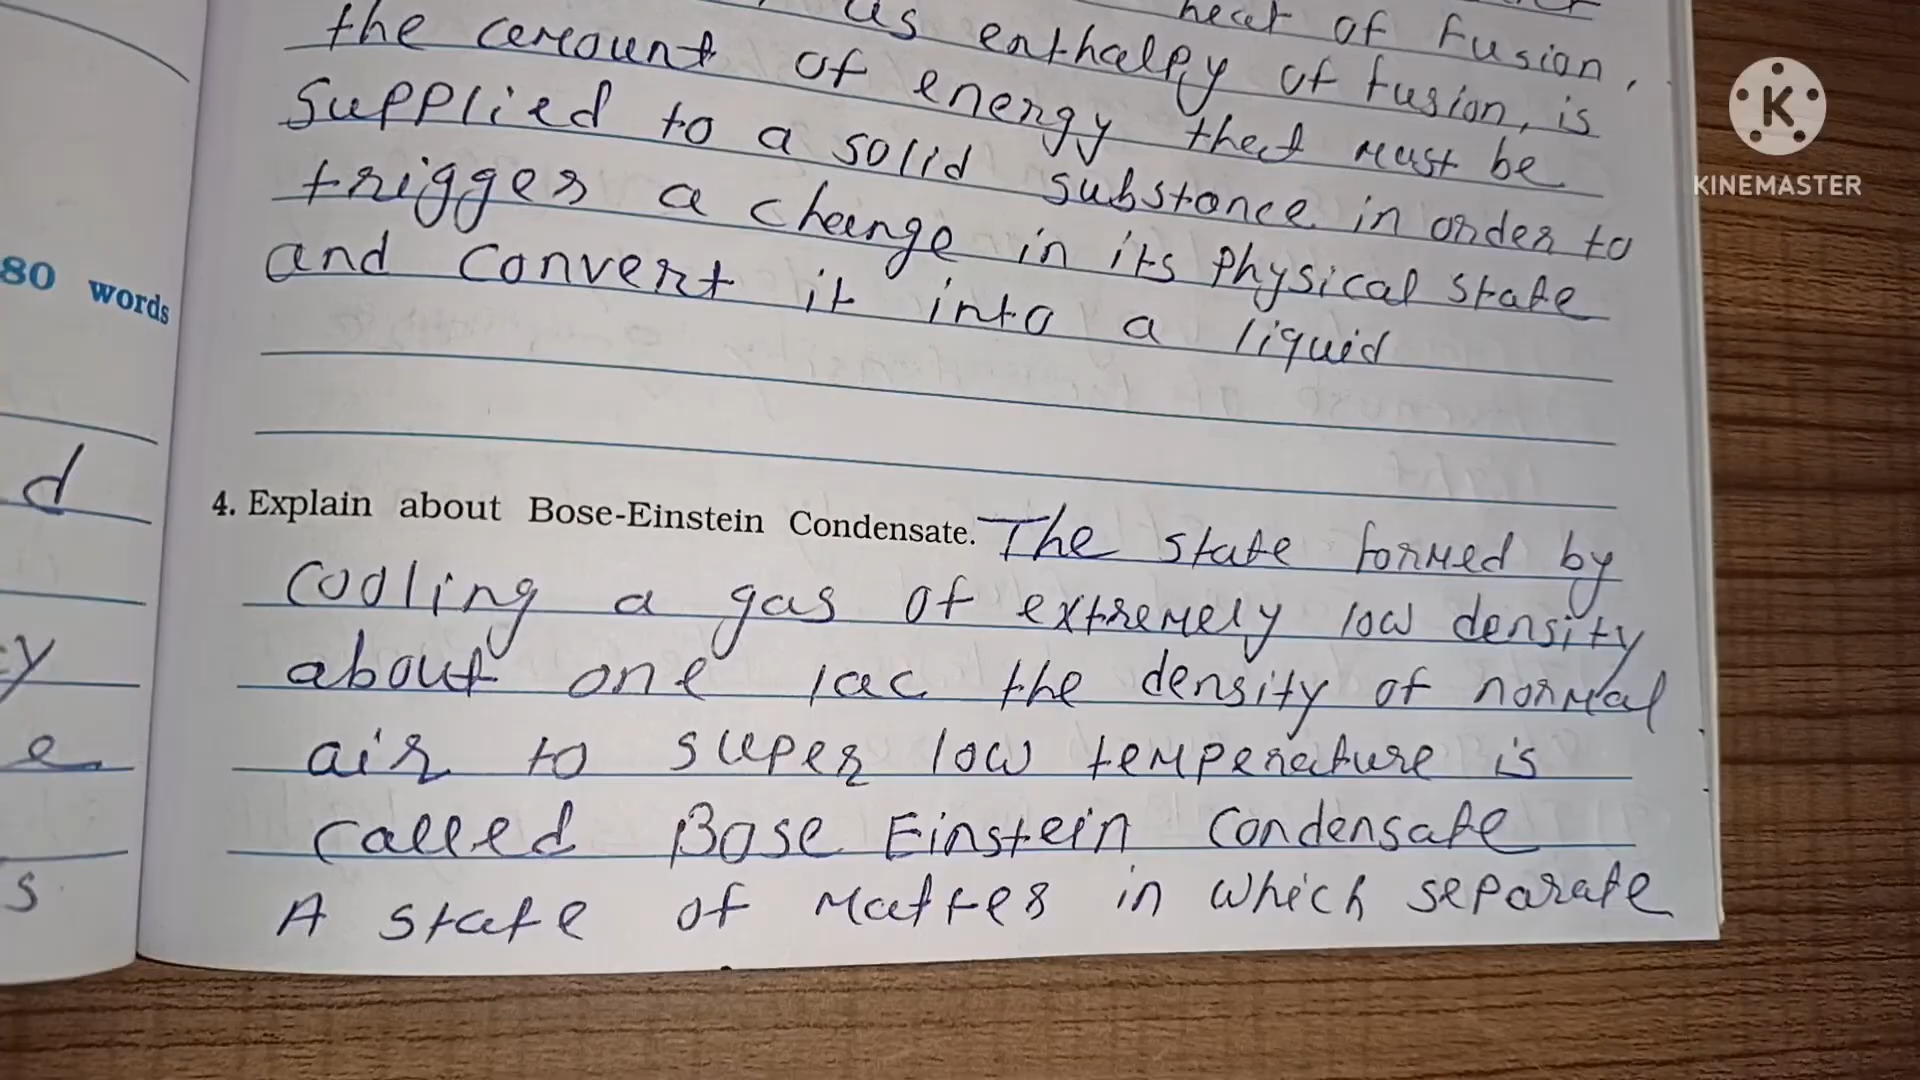 heat of fusion,
as enthalpy of fusion, is
the amount of energy that must be
supplied to a solid substance in order to
trigger a change in its physical state
and convert it into a liquid
4. Explain about Bose-Einstein Condensate. The state formed by
cooling a gas of extremely low density
about one lac the density of normal
air to super low temperature is
called Bose Einstein Condensate
A state of matter in which separate
80 words
d
y
e
s
K
KINEMASTER